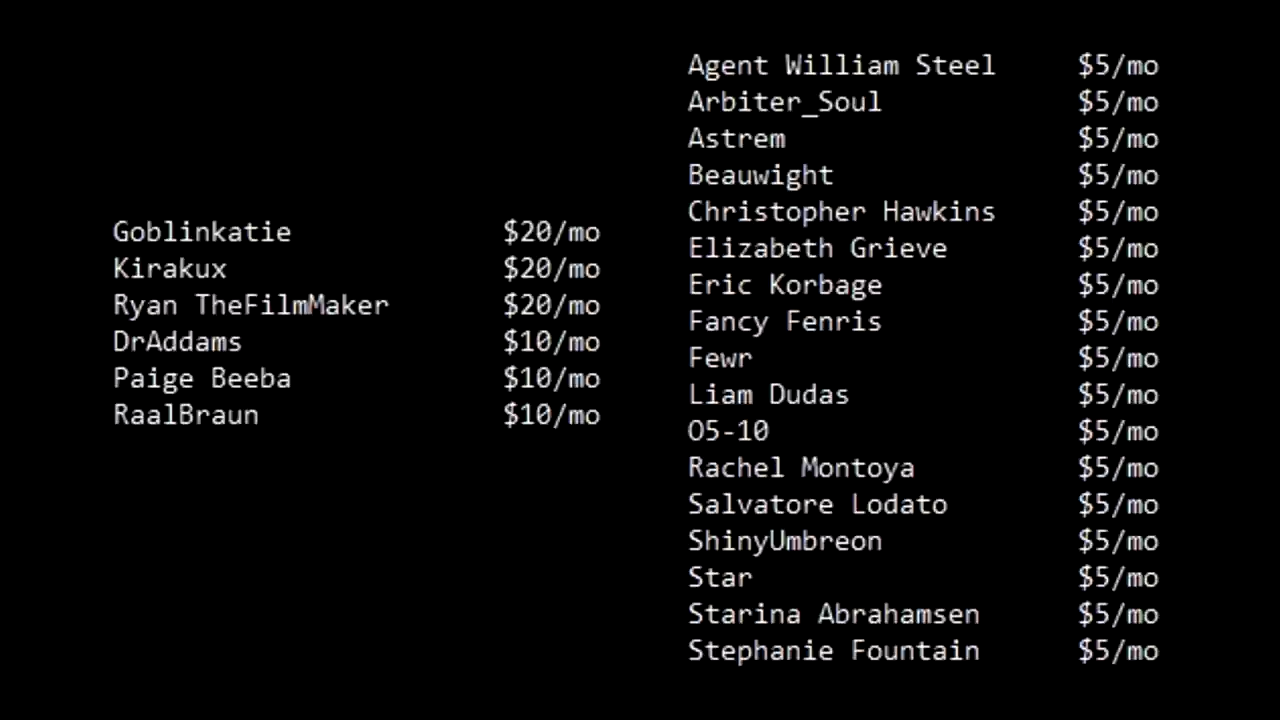 Goblinkatie $20/mo
Kirakux $20/mo
Ryan TheFilmMaker $20/mo
DrAddams $10/mo
Paige Beeba $10/mo
RaalBraun $10/mo
Agent William Steel $5/mo
Arbiter_Soul $5/mo
Astrem $5/mo
Beauwight $5/mo
Christopher Hawkins $5/mo
Elizabeth Grieve $5/mo
Eric Korbage $5/mo
Fancy Fenris $5/mo
Fewr $5/mo
Liam Dudas $5/mo
O5-10 $5/mo
Rachel Montoya $5/mo
Salvatore Lodato $5/mo
ShinyUmbreon $5/mo
Star $5/mo
Starina Abrahamsen $5/mo
Stephanie Fountain $5/mo